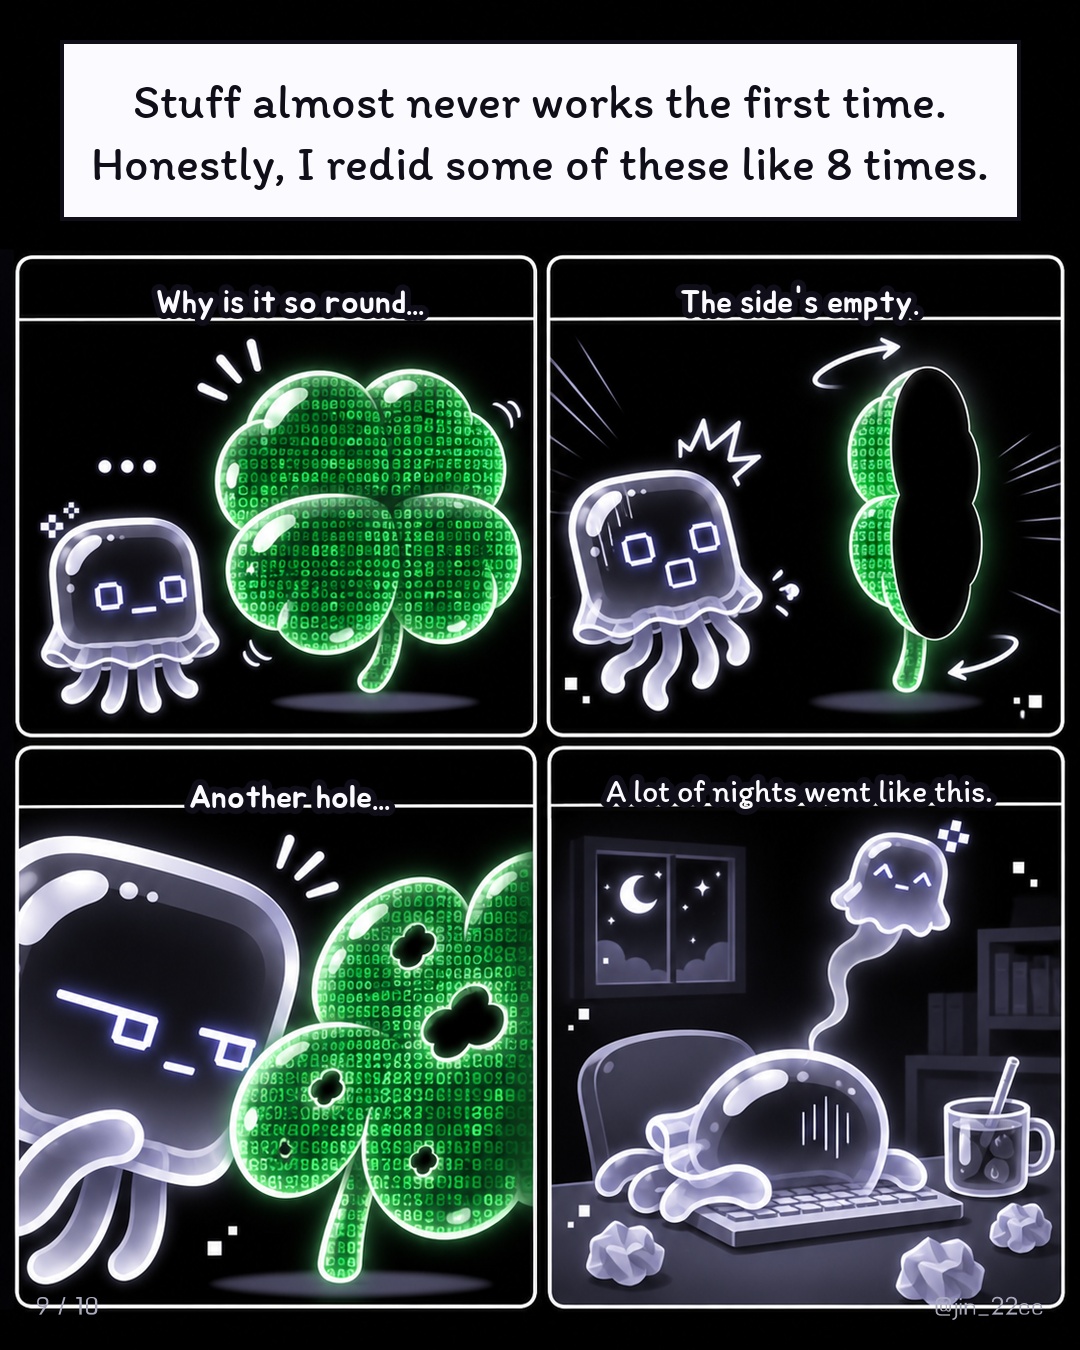 Stuff almost never works the first time.
Honestly, I redid some of these like 8 times.
Why is it so round...
The side's empty.
Another hole...
A lot of nights went like this.
9 / 10
@jin_22ee